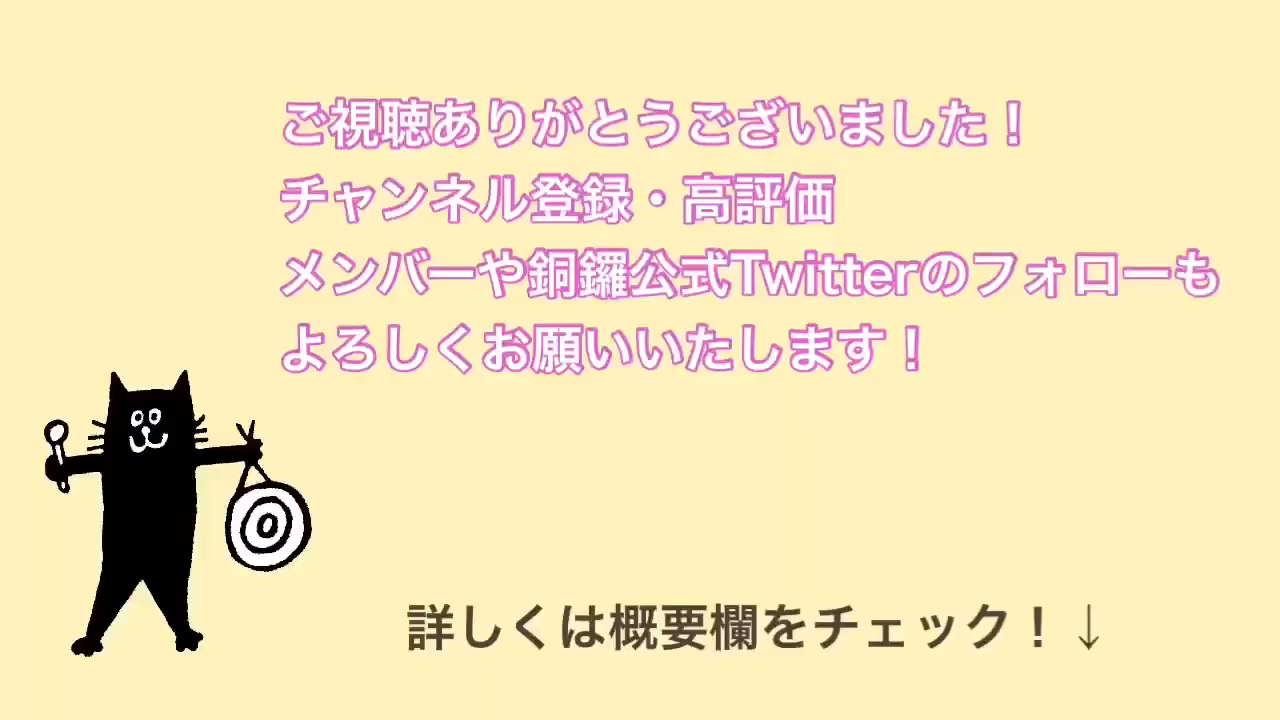 ご視聴ありがとうございました！
チャンネル登録・高評価
メンバーや銅鑼公式Twitterのフォローも
よろしくお願いいたします！
詳しくは概要欄をチェック！↓